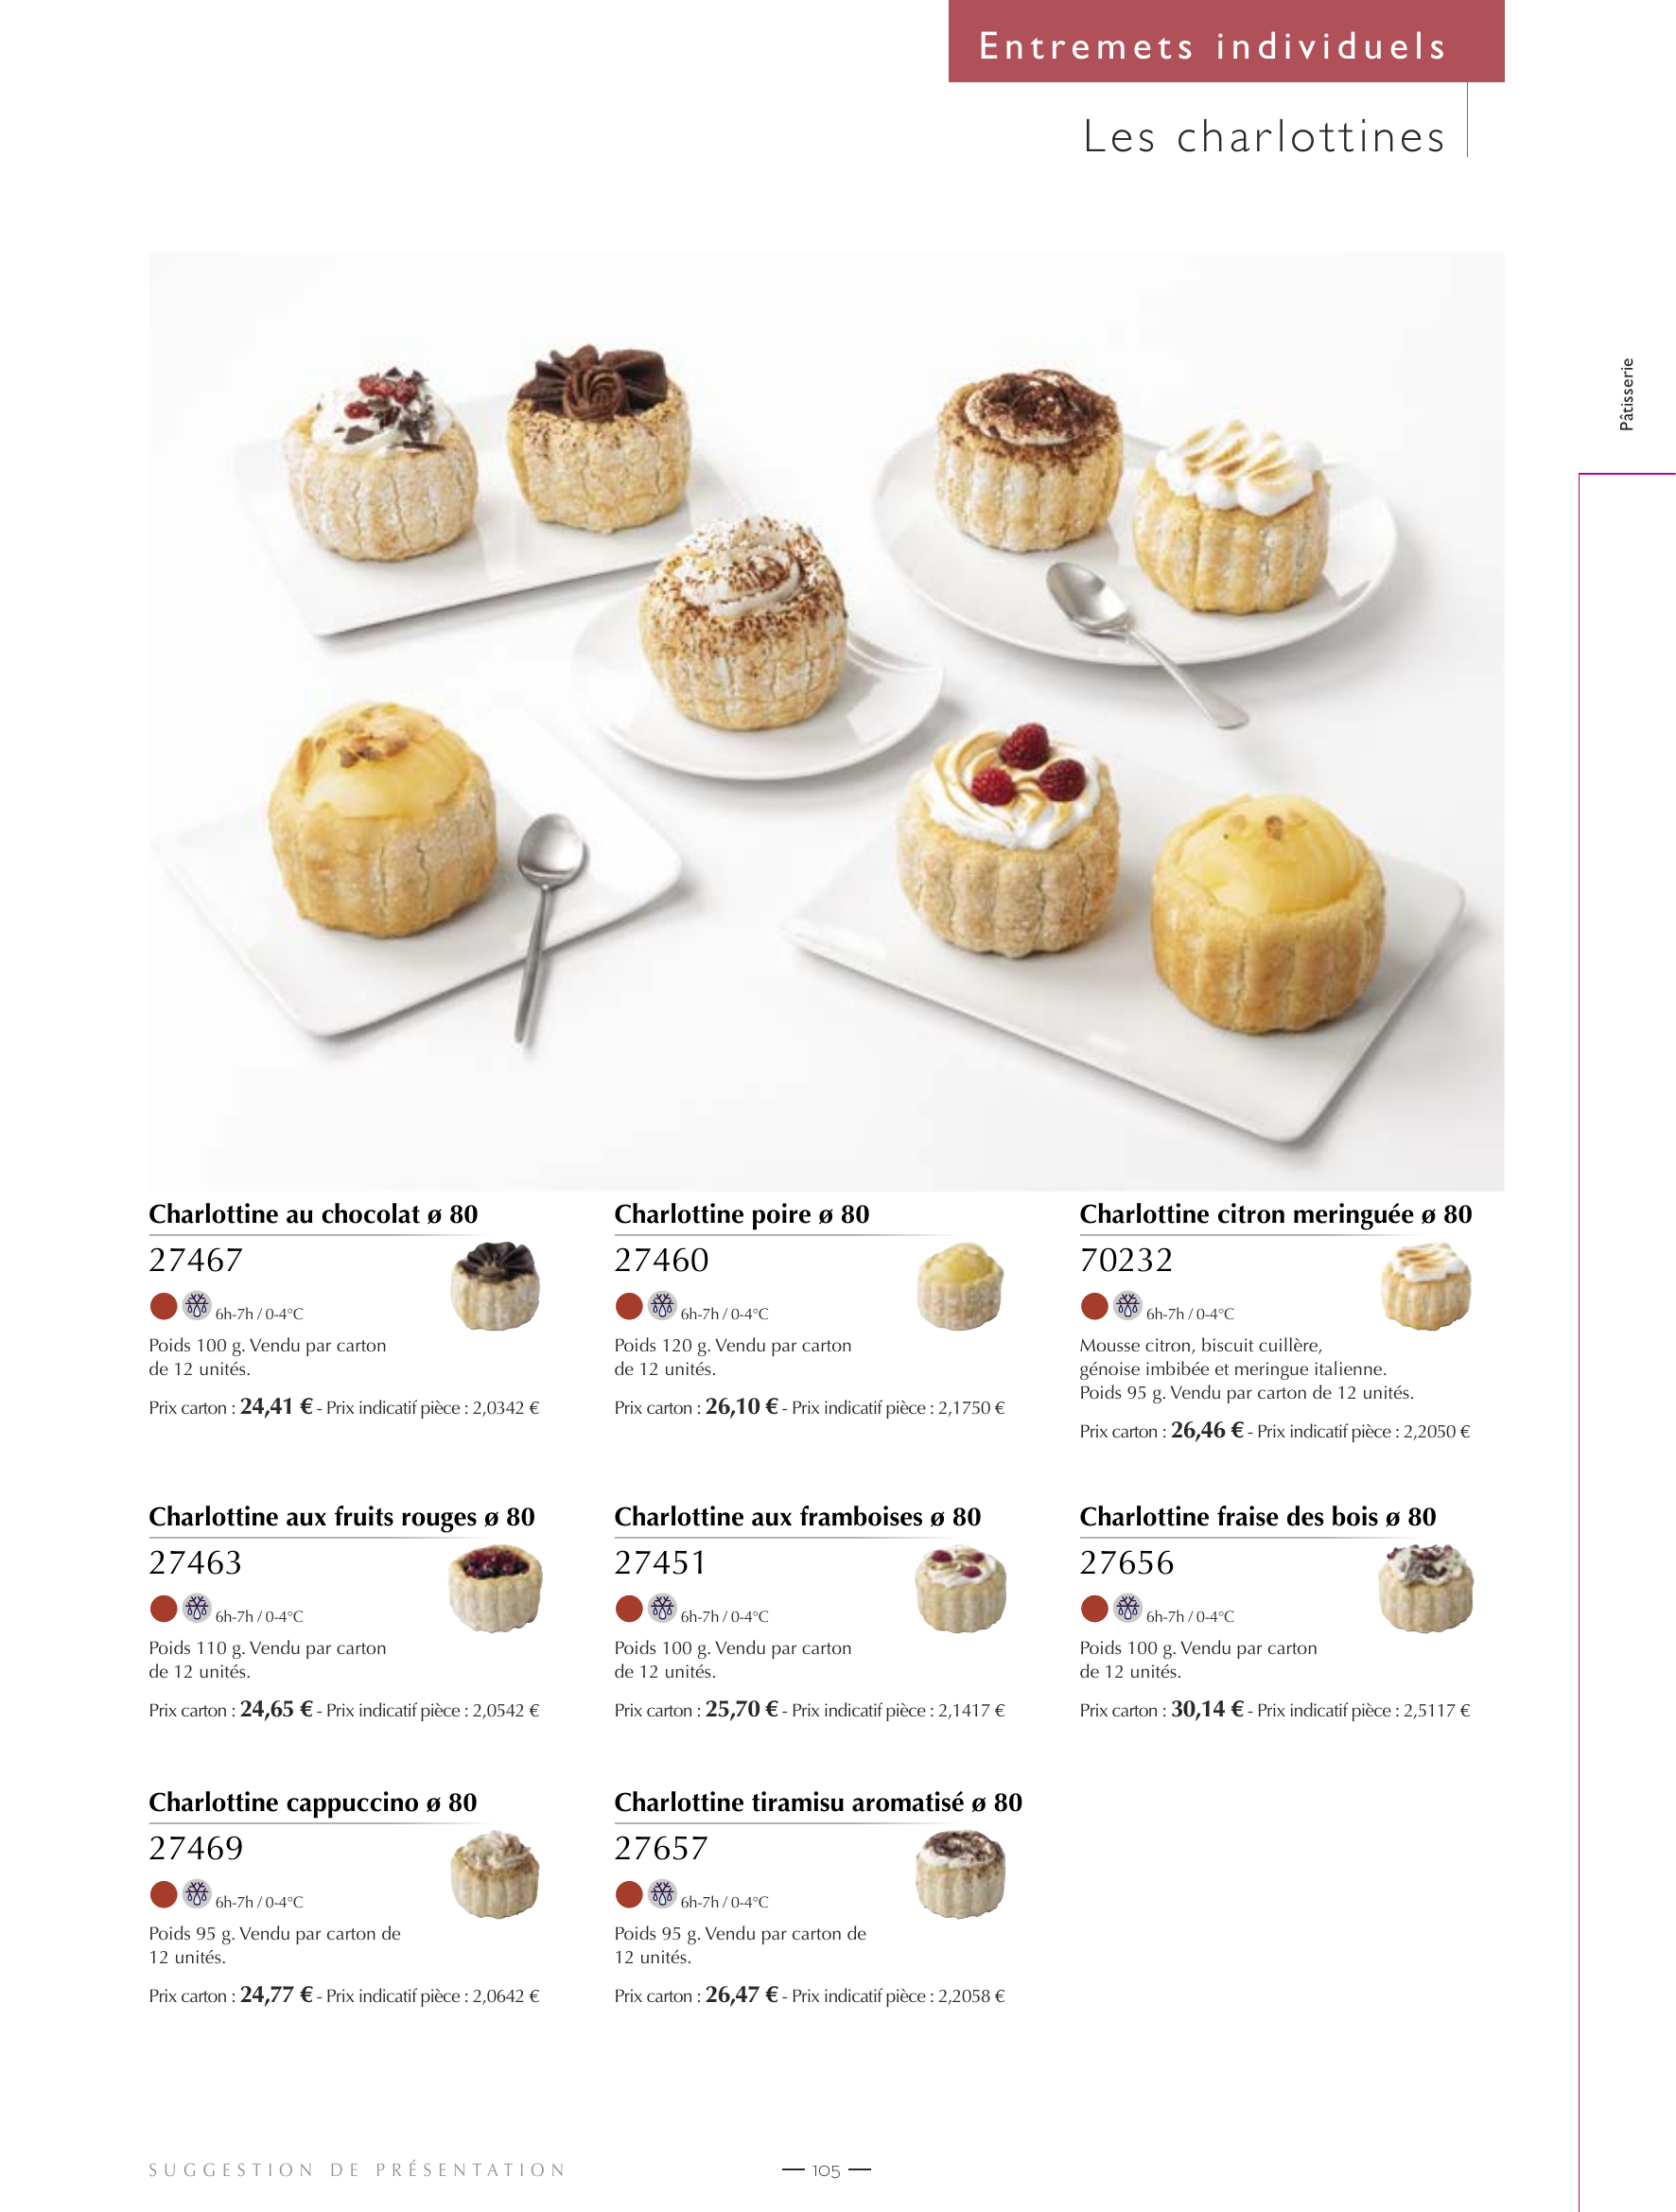 Entremets individuels
Les charlottines
Pâtisserie
Charlottine au chocolat ø 80
27467
6h-7h / 0-4°C
Poids 100 g. Vendu par carton
de 12 unités.
Prix carton : 24,41 € - Prix indicatif pièce : 2,0342 €
Charlottine poire ø 80
27460
6h-7h / 0-4°C
Poids 120 g. Vendu par carton
de 12 unités.
Prix carton : 26,10 € - Prix indicatif pièce : 2,1750 €
Charlottine citron meringuée ø 80
70232
6h-7h / 0-4°C
Mousse citron, biscuit cuillère,
génoise imbibée et meringue italienne.
Poids 95 g. Vendu par carton de 12 unités.
Prix carton : 26,46 € - Prix indicatif pièce : 2,2050 €
Charlottine aux fruits rouges ø 80
27463
6h-7h / 0-4°C
Poids 110 g. Vendu par carton
de 12 unités.
Prix carton : 24,65 € - Prix indicatif pièce : 2,0542 €
Charlottine aux framboises ø 80
27451
6h-7h / 0-4°C
Poids 100 g. Vendu par carton
de 12 unités.
Prix carton : 25,70 € - Prix indicatif pièce : 2,1417 €
Charlottine fraise des bois ø 80
27656
6h-7h / 0-4°C
Poids 100 g. Vendu par carton
de 12 unités.
Prix carton : 30,14 € - Prix indicatif pièce : 2,5117 €
Charlottine cappuccino ø 80
27469
6h-7h / 0-4°C
Poids 95 g. Vendu par carton de
12 unités.
Prix carton : 24,77 € - Prix indicatif pièce : 2,0642 €
Charlottine tiramisu aromatisé ø 80
27657
6h-7h / 0-4°C
Poids 95 g. Vendu par carton de
12 unités.
Prix carton : 26,47 € - Prix indicatif pièce : 2,2058 €
SUGGESTION DE PRÉSENTATION
— 105 —